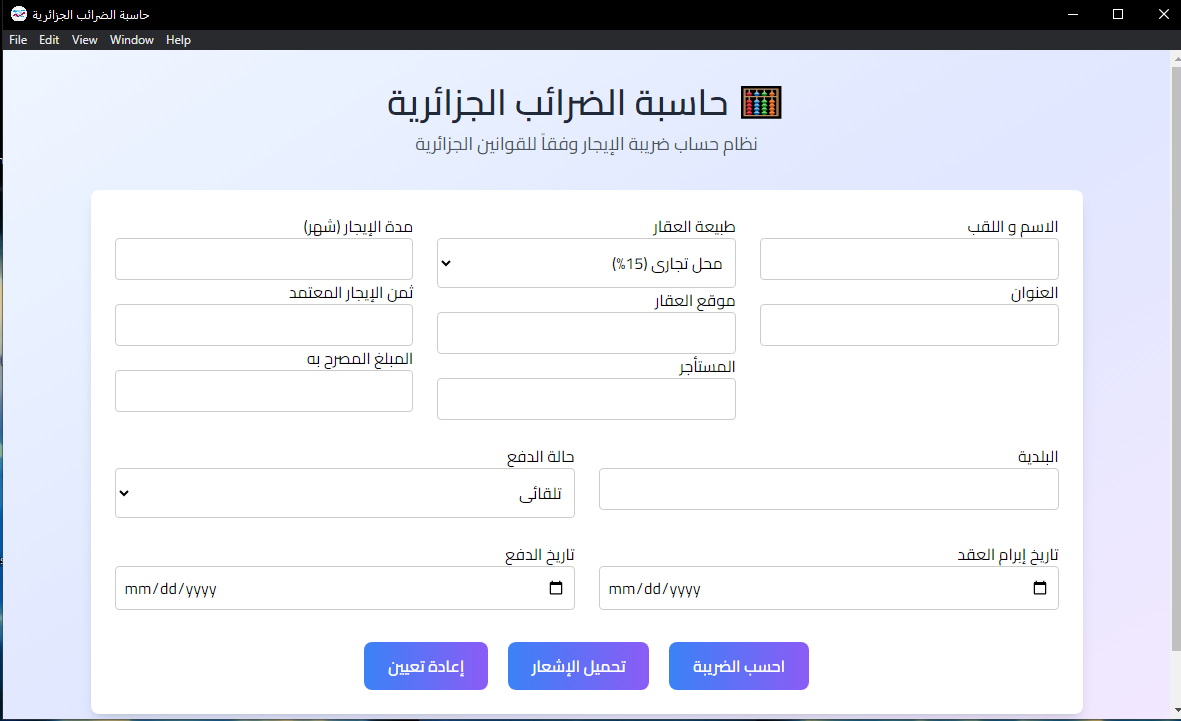 حاسبة الضرائب الجزائرية
File Edit View Window Help
حاسبة الضرائب الجزائرية
نظام حساب ضريبة الإيجار وفقاً للقوانين الجزائرية
الاسم و اللقب
العنوان
طبيعة العقار
محل تجاري (15%)
موقع العقار
المستأجر
مدة الإيجار (شهر)
ثمن الإيجار المعتمد
المبلغ المصرح به
البلدية
حالة الدفع
تلقائي
تاريخ إبرام العقد
mm/dd/yyyy
تاريخ الدفع
mm/dd/yyyy
احسب الضريبة
تحميل الإشعار
إعادة تعيين